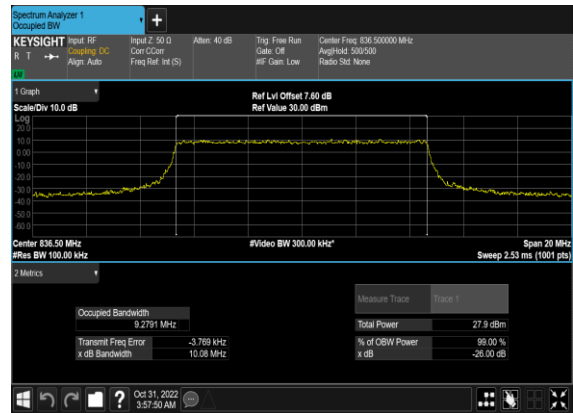 Spectrum Analyzer 1
Occupied BW
+
KEYSIGHT Input: RF Input Z: 50 Ω Atten: 40 dB Trig: Free Run Center Freq: 836.500000 MHz
R T Coupling: DC Corr CCorr Gate: Off Avg|Hold: 500/500
Align: Auto Freq Ref: Int (S) #IF Gain: Low Radio Std: None
1 Graph
Ref Lvl Offset 7.60 dB
Scale/Div 10.0 dB Ref Value 30.00 dBm
Log
20.0
10.0
0.00
-10.0
-20.0
-30.0
-40.0
-50.0
-60.0
Center 836.50 MHz #Video BW 300.00 kHz* Span 20 MHz
#Res BW 100.00 kHz Sweep 2.53 ms (1001 pts)
2 Metrics
Measure Trace Trace 1
Occupied Bandwidth
9.2791 MHz Total Power 27.9 dBm
Transmit Freq Error -3.769 kHz % of OBW Power 99.00 %
x dB Bandwidth 10.08 MHz x dB -26.00 dB
? Oct 31, 2022
3:57:50 AM